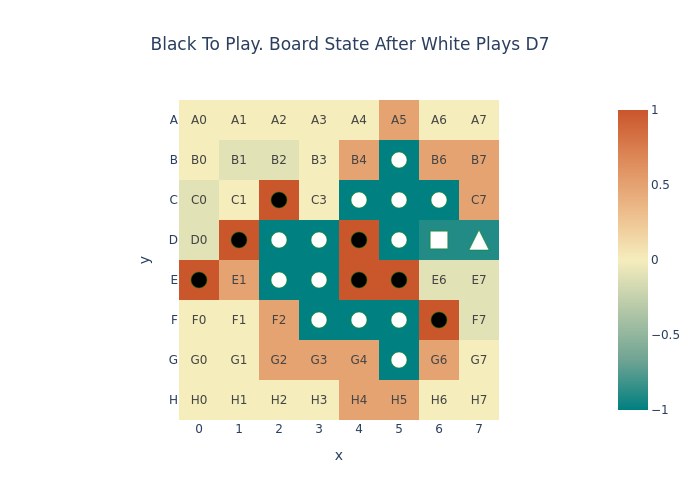 Black To Play. Board State After White Plays D7
A A0 A1 A2 A3 A4 A5 A6 A7
B B0 B1 B2 B3 B4 B6 B7
C C0 C1 C3 C7
D D0
E E1 E6 E7
F F0 F1 F2 F7
G G0 G1 G2 G3 G4 G6 G7
H H0 H1 H2 H3 H4 H5 H6 H7
0 1 2 3 4 5 6 7
x
y
1
0.5
0
−0.5
−1